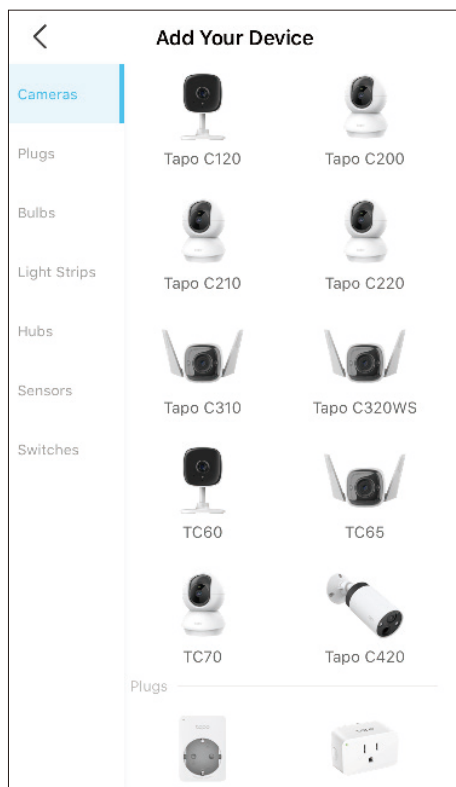 Add Your Device
Cameras
Plugs
Bulbs
Light Strips
Hubs
Sensors
Switches
Tapo C120
Tapo C200
Tapo C210
Tapo C220
Tapo C310
Tapo C320WS
TC60
TC65
TC70
Tapo C420
Plugs